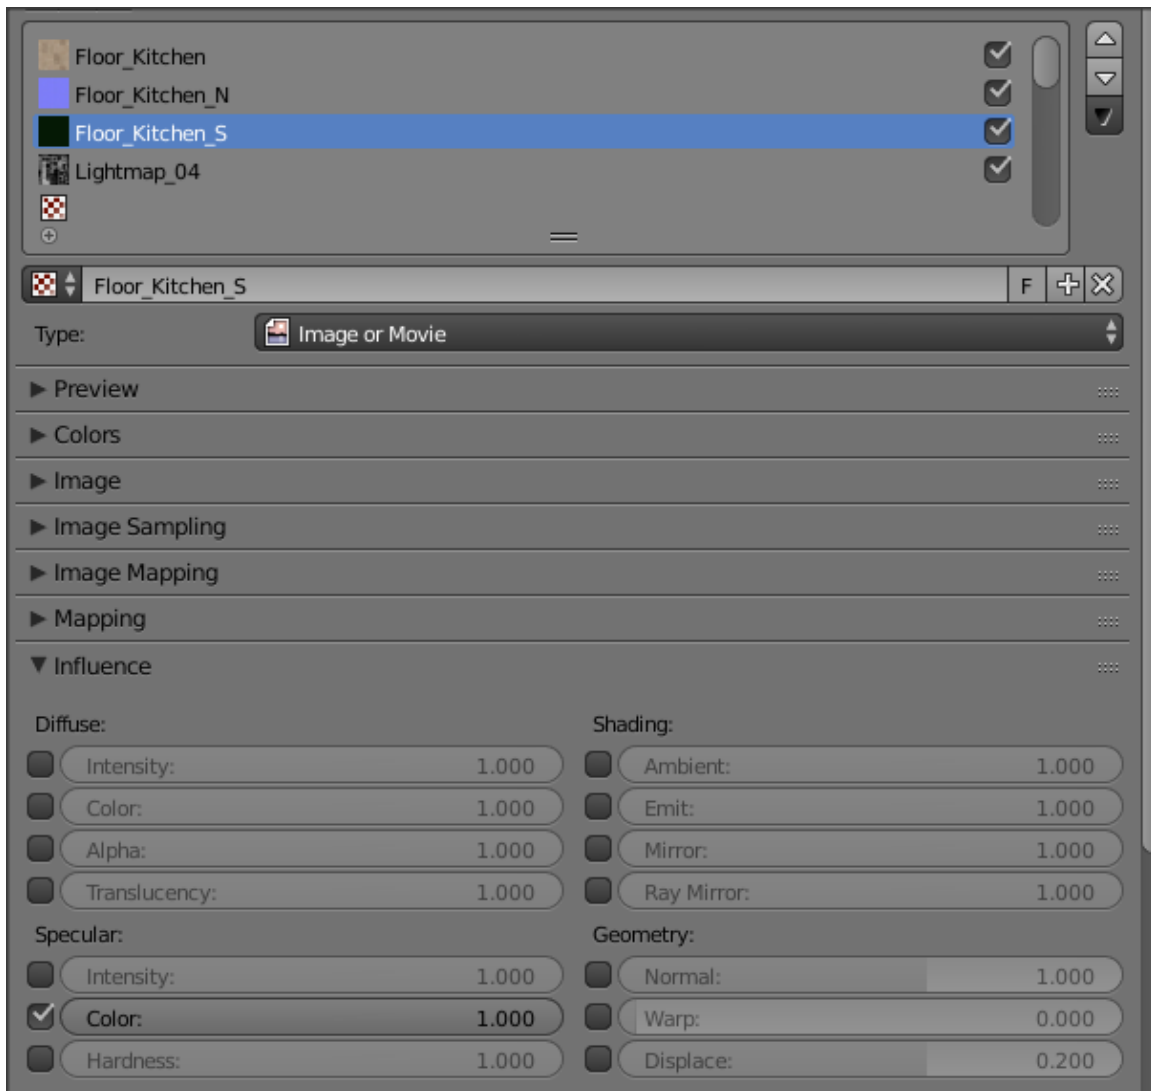 Floor_Kitchen
Floor_Kitchen_N
Floor_Kitchen_S
Lightmap_04
Floor_Kitchen_S F
Type: Image or Movie
Preview
Colors
Image
Image Sampling
Image Mapping
Mapping
Influence
Diffuse: Shading:
Intensity: 1.000 Ambient: 1.000
Color: 1.000 Emit: 1.000
Alpha: 1.000 Mirror: 1.000
Translucency: 1.000 Ray Mirror: 1.000
Specular: Geometry:
Intensity: 1.000 Normal: 1.000
Color: 1.000 Warp: 0.000
Hardness: 1.000 Displace: 0.200